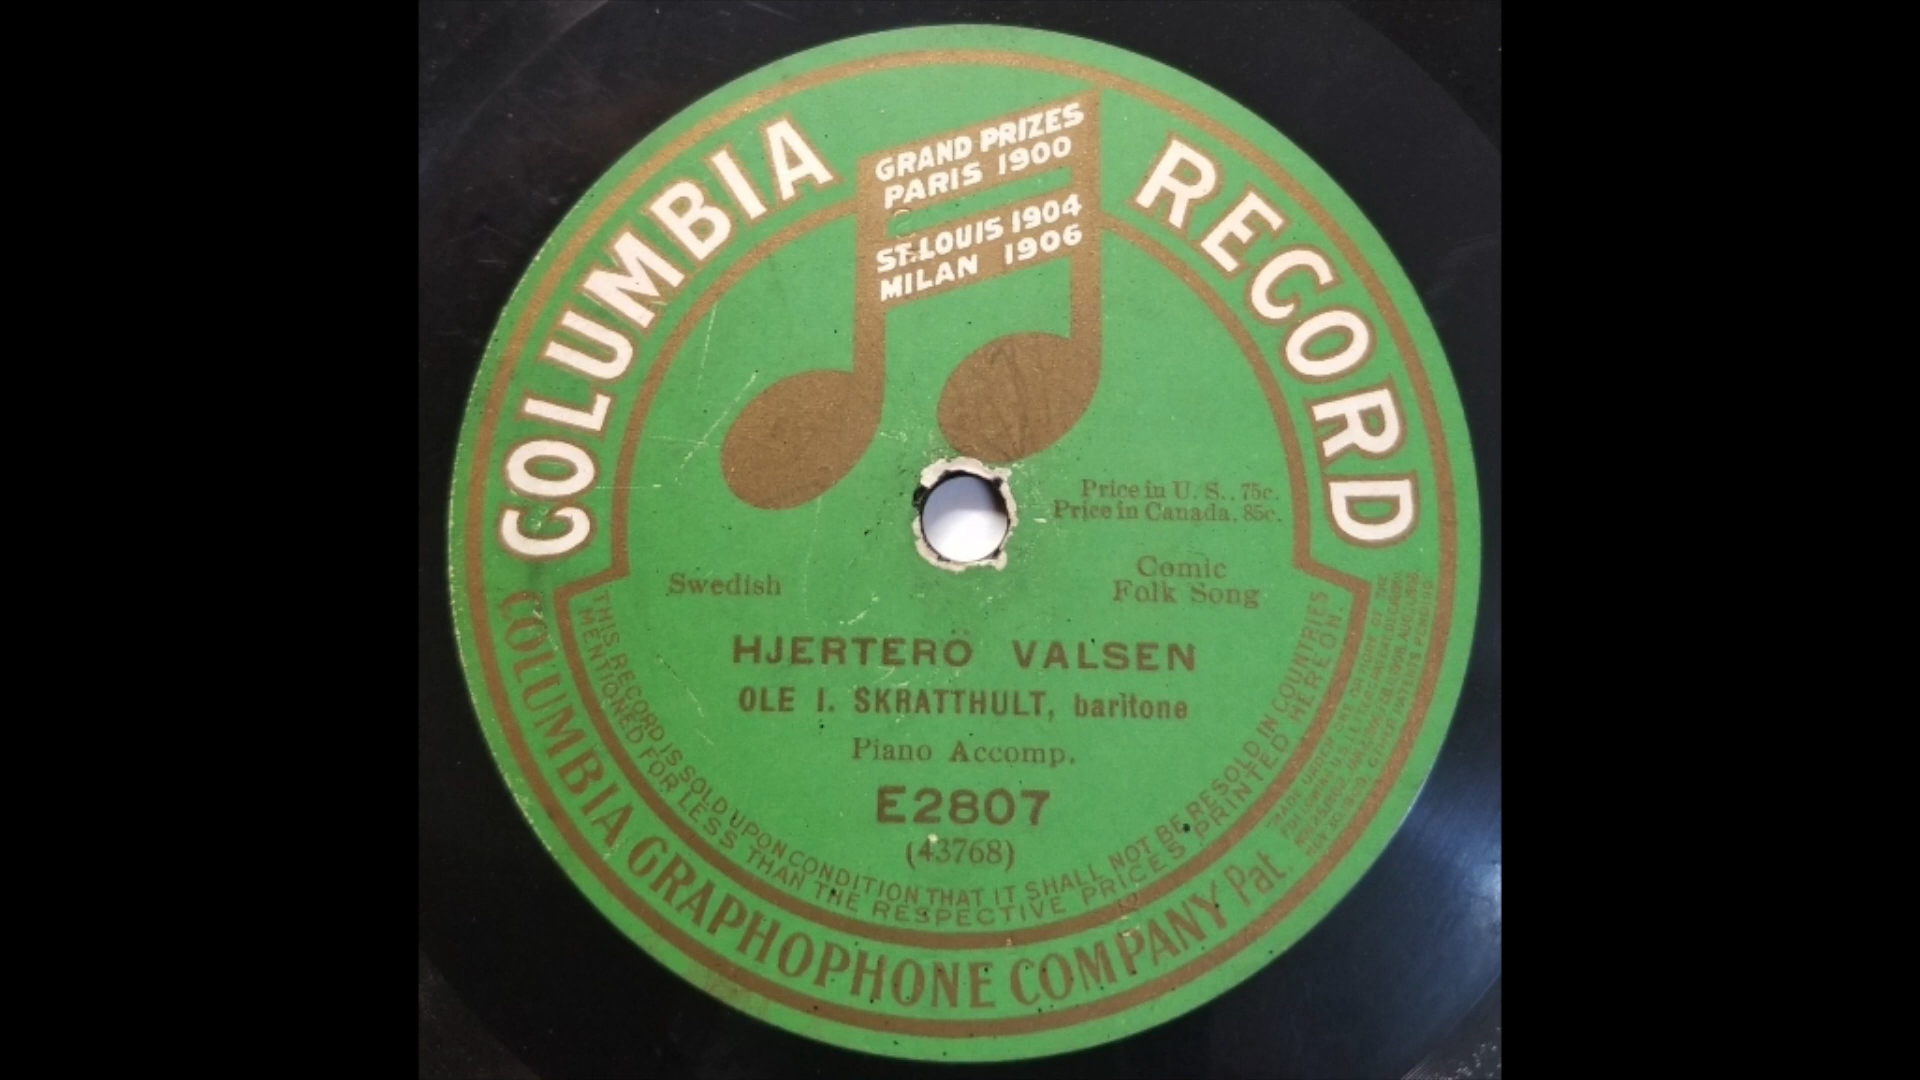 COLUMBIA RECORD
GRAND PRIZES
PARIS 1900
ST. LOUIS 1904
MILAN 1906
Price in U. S., 75c.
Price in Canada, 85c.
Swedish
Comic
Folk Song
HJERTERÖ VALSEN
OLE I. SKRATTHULT, baritone
Piano Accomp.
E2807
(43768)
THIS RECORD IS SOLD UPON CONDITION THAT IT SHALL NOT BE RESOLD IN COUNTRIES
MENTIONED FOR LESS THAN THE RESPECTIVE PRICES PRINTED HEREON.
COLUMBIA GRAPHOPHONE COMPANY Pat.